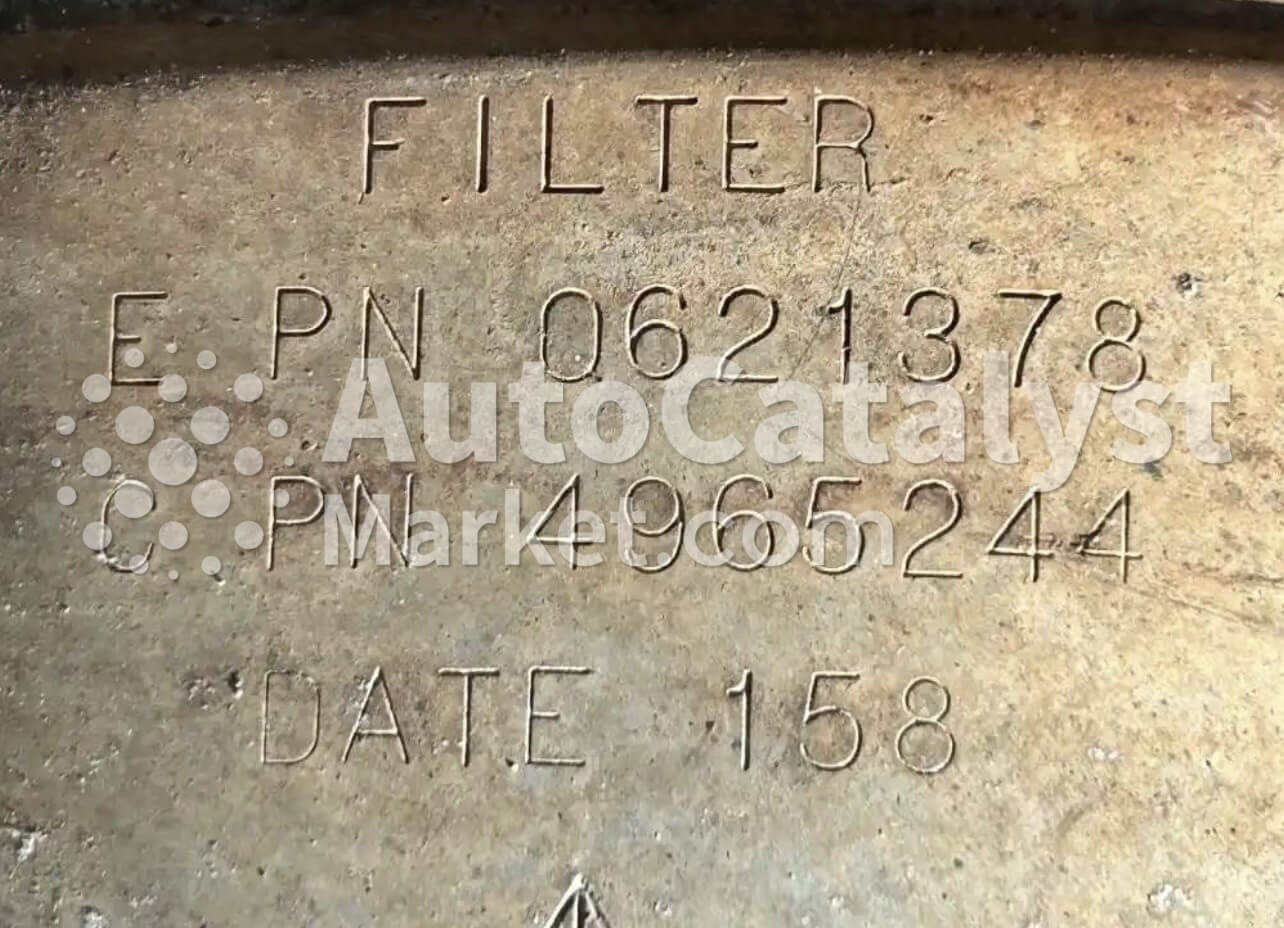 FILTER
E PN 0621378
AutoCatalyst
C PN 4965244
Market.com
DATE 158